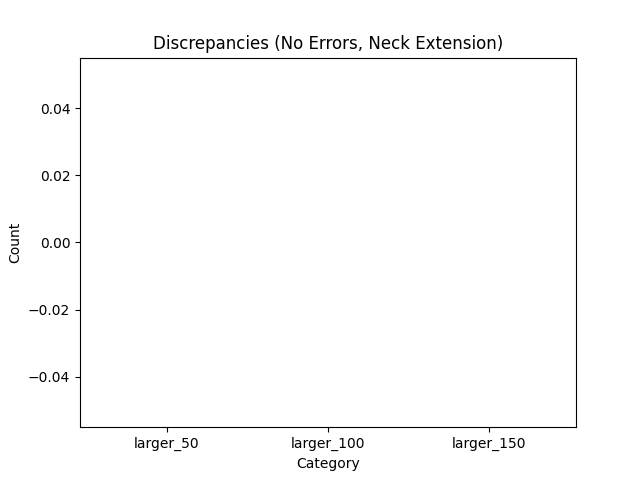 Discrepancies (No Errors, Neck Extension)
0.04
0.02
0.00
−0.02
−0.04
Count
larger_50 larger_100 larger_150
Category